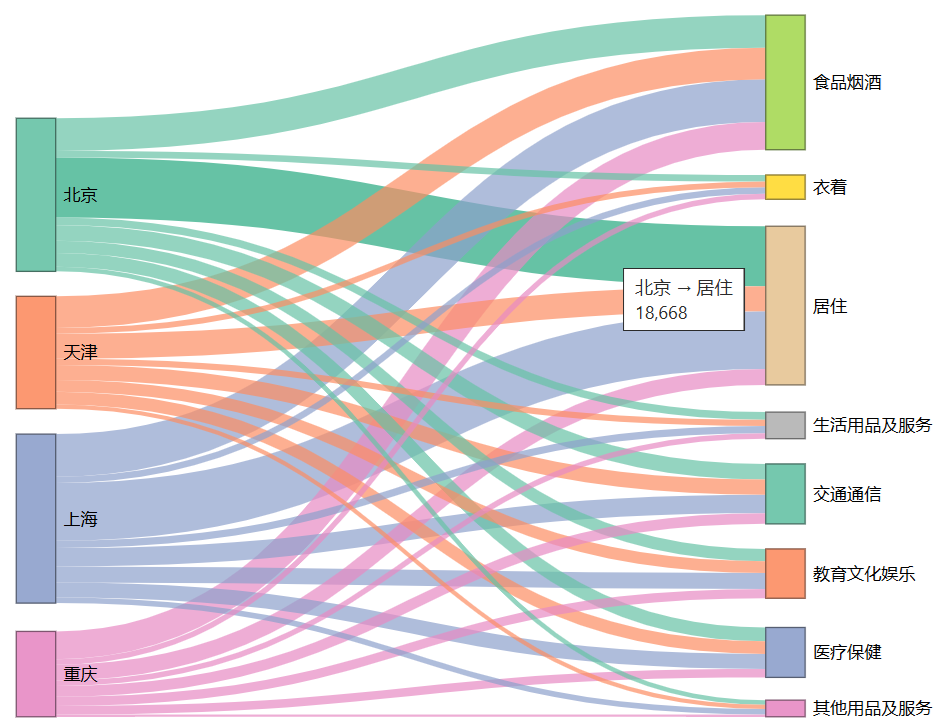 北京
天津
上海
重庆
食品烟酒
衣着
居住
生活用品及服务
交通通信
教育文化娱乐
医疗保健
其他用品及服务
北京 → 居住
18,668